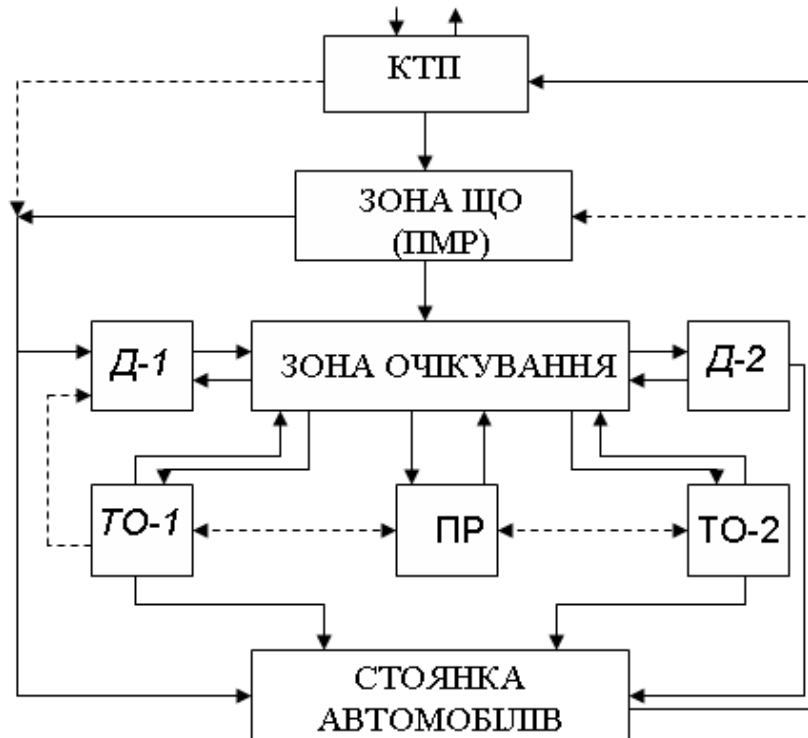 КТП
ЗОНА ЩО
(ПМР)
Д-1
ЗОНА ОЧІКУВАННЯ
Д-2
ТО-1
ПР
ТО-2
СТОЯНКА
АВТОМОБІЛІВ